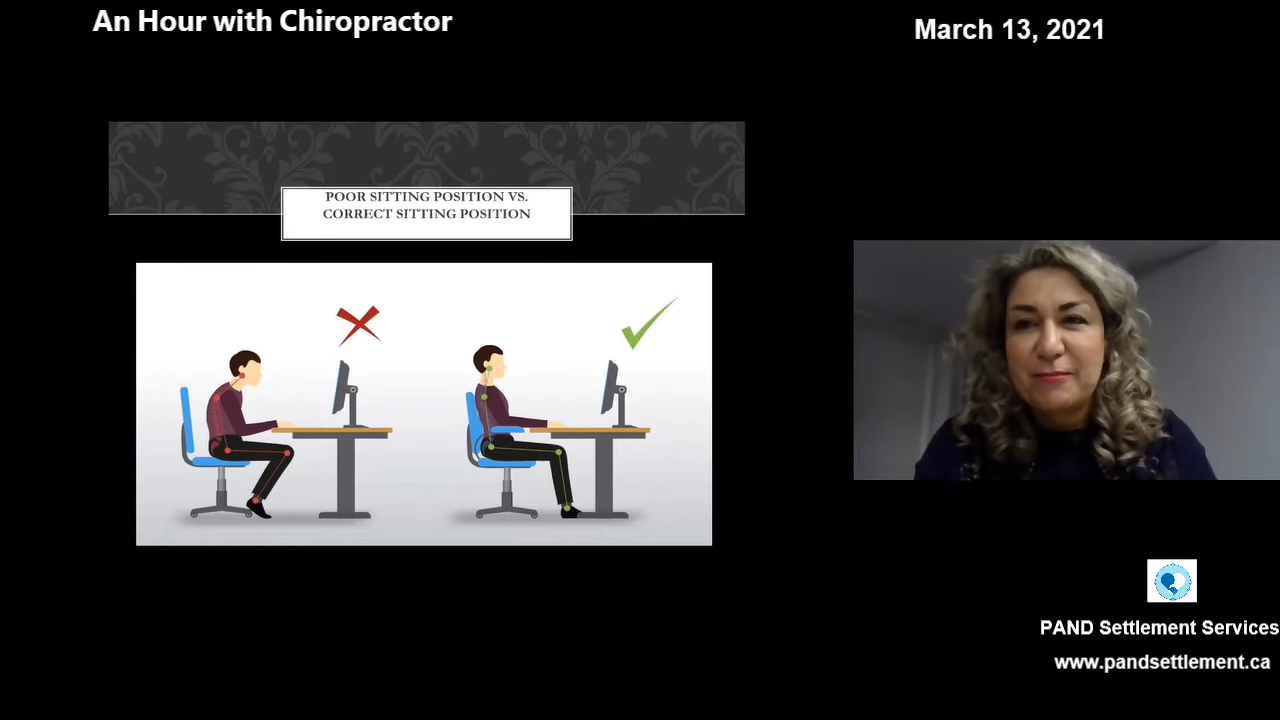 An Hour with Chiropractor
March 13, 2021
POOR SITTING POSITION VS.
CORRECT SITTING POSITION
PAND Settlement Services
www.pandsettlement.ca